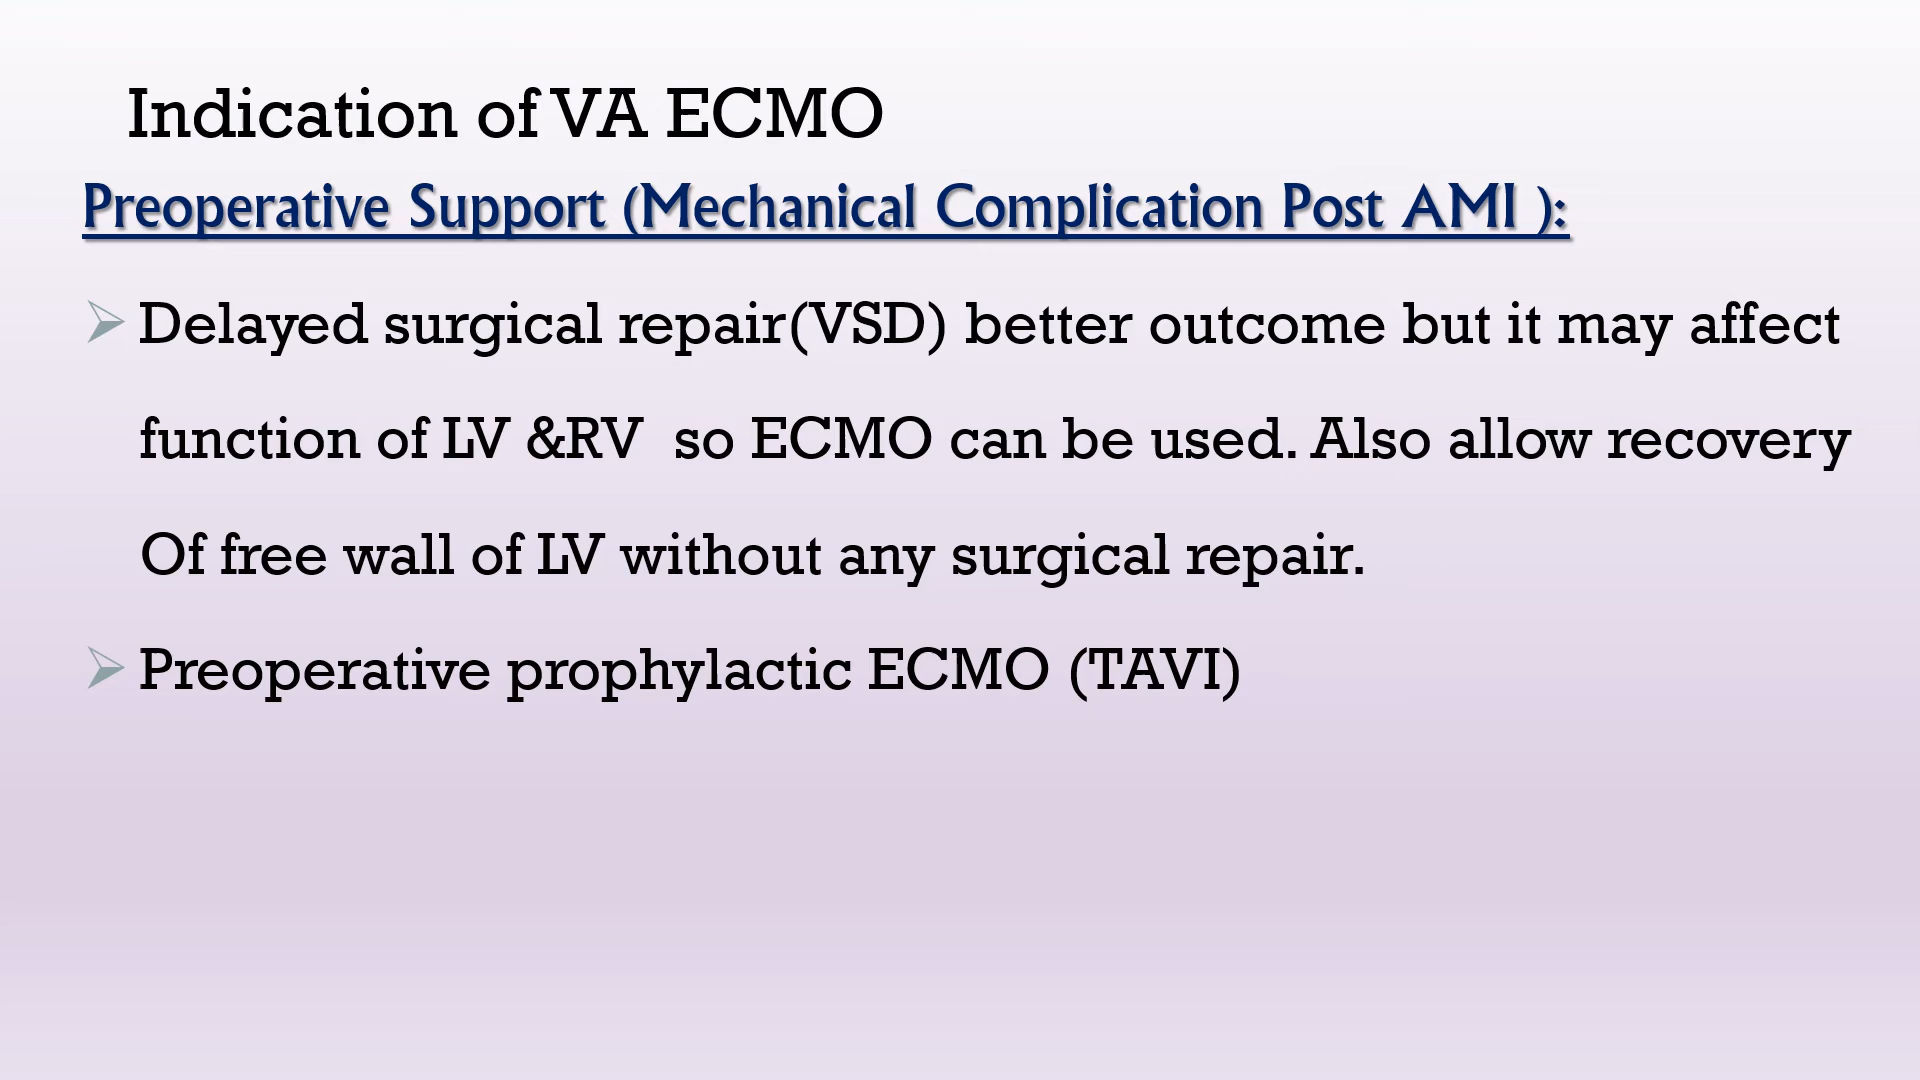 Indication of VA ECMO
Preoperative Support (Mechanical Complication Post AMI ):
Delayed surgical repair(VSD) better outcome but it may affect
function of LV &RV  so ECMO can be used. Also allow recovery
Of free wall of LV without any surgical repair.
Preoperative prophylactic ECMO (TAVI)